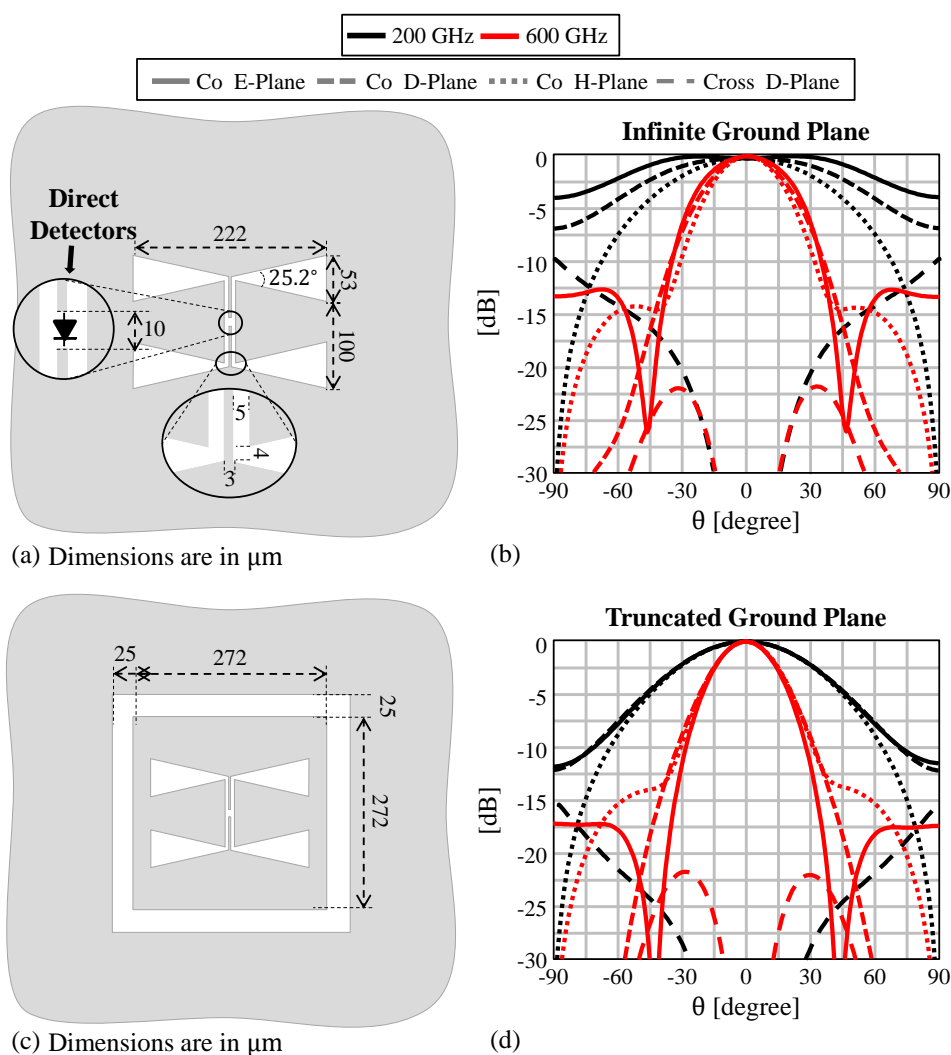 200 GHz 600 GHz
Co E-Plane Co D-Plane Co H-Plane Cross D-Plane
Direct
Detectors
222
25.2°
53
100
10
5
4
3
(a) Dimensions are in μm
Infinite Ground Plane
[dB]
0
-5
-10
-15
-20
-25
-30
-90 -60 -30 0 30 60 90
θ [degree]
(b)
25 272
25
272
(c) Dimensions are in μm
Truncated Ground Plane
[dB]
0
-5
-10
-15
-20
-25
-30
-90 -60 -30 0 30 60 90
θ [degree]
(d)